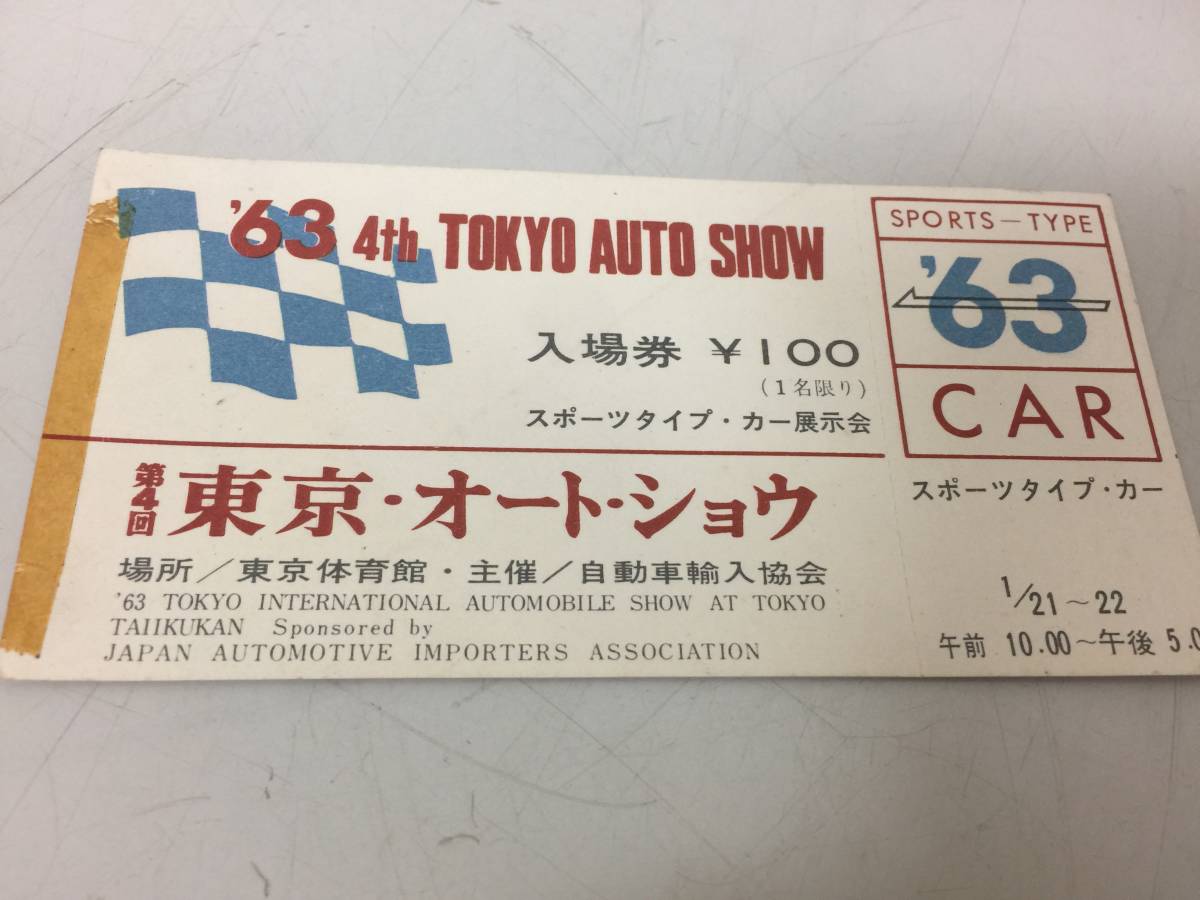 '63 4th TOKYO AUTO SHOW
入場券 ¥100
(1名限り)
スポーツタイプ・カー展示会
第4回
東京・オート・ショウ
場所/東京体育館・主催/自動車輸入協会
'63 TOKYO INTERNATIONAL AUTOMOBILE SHOW AT TOKYO
TAIIKUKAN Sponsored by
JAPAN AUTOMOTIVE IMPORTERS ASSOCIATION
SPORTS-TYPE
'63
CAR
スポーツタイプ・カー
1/21~22
午前 10.00~午後 5.0